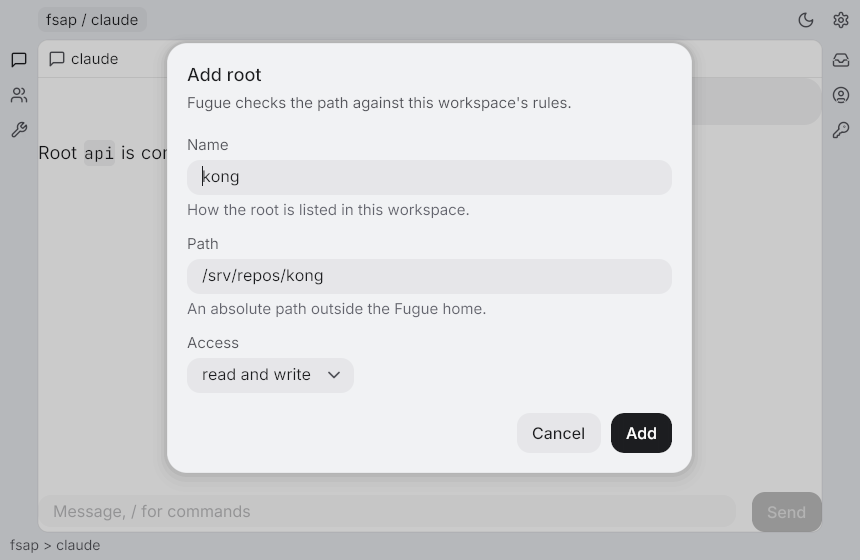 fsap / claude
claude
Root api is cor
Add root
Fugue checks the path against this workspace's rules.
Name
kong
How the root is listed in this workspace.
Path
/srv/repos/kong
An absolute path outside the Fugue home.
Access
read and write
Cancel
Add
Message, / for commands
Send
fsap > claude